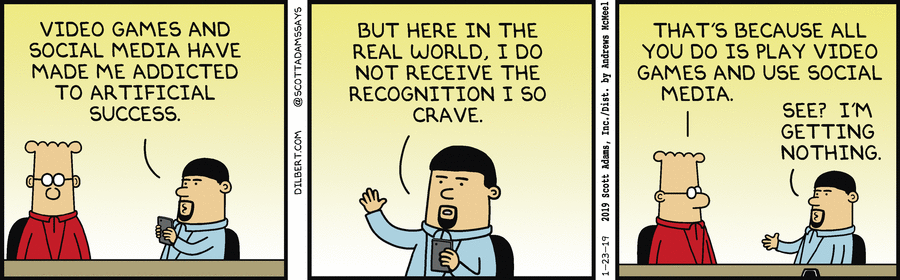 VIDEO GAMES AND
SOCIAL MEDIA HAVE
MADE ME ADDICTED
TO ARTIFICIAL
SUCCESS.
DILBERT.COM @SCOTTADAMSSAYS
BUT HERE IN THE
REAL WORLD, I DO
NOT RECEIVE THE
RECOGNITION I SO
CRAVE.
1-23-19 2019 Scott Adams, Inc./Dist. by Andrews McMeel
THAT'S BECAUSE ALL
YOU DO IS PLAY VIDEO
GAMES AND USE SOCIAL
MEDIA.
SEE? I'M
GETTING
NOTHING.